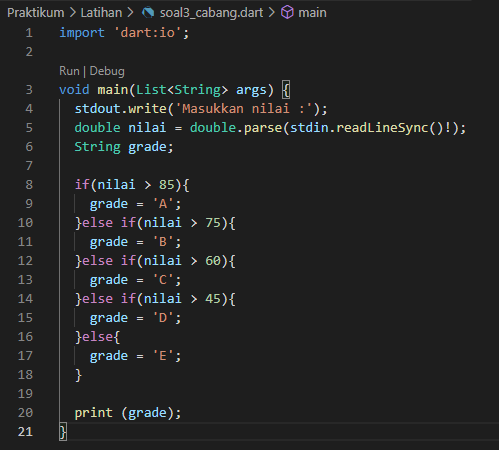 Praktikum > Latihan > soal3_cabang.dart > main
1 import 'dart:io';
2
Run | Debug
3 void main(List<String> args) {
4   stdout.write('Masukkan nilai :');
5   double nilai = double.parse(stdin.readLineSync()!);
6   String grade;
7
8   if(nilai > 85){
9     grade = 'A';
10   }else if(nilai > 75){
11     grade = 'B';
12   }else if(nilai > 60){
13     grade = 'C';
14   }else if(nilai > 45){
15     grade = 'D';
16   }else{
17     grade = 'E';
18   }
19
20   print (grade);
21 }